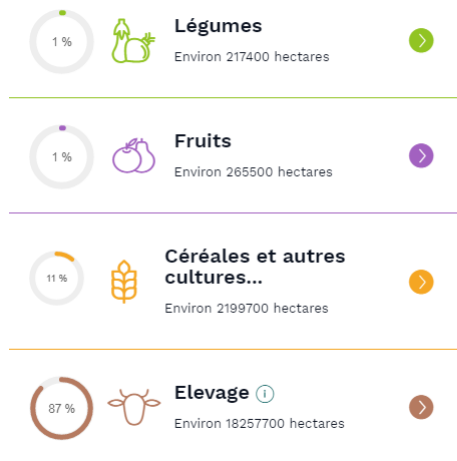 1 %
Légumes
Environ 217400 hectares
1 %
Fruits
Environ 265500 hectares
11 %
Céréales et autres
cultures...
Environ 2199700 hectares
87 %
Elevage i
Environ 18257700 hectares